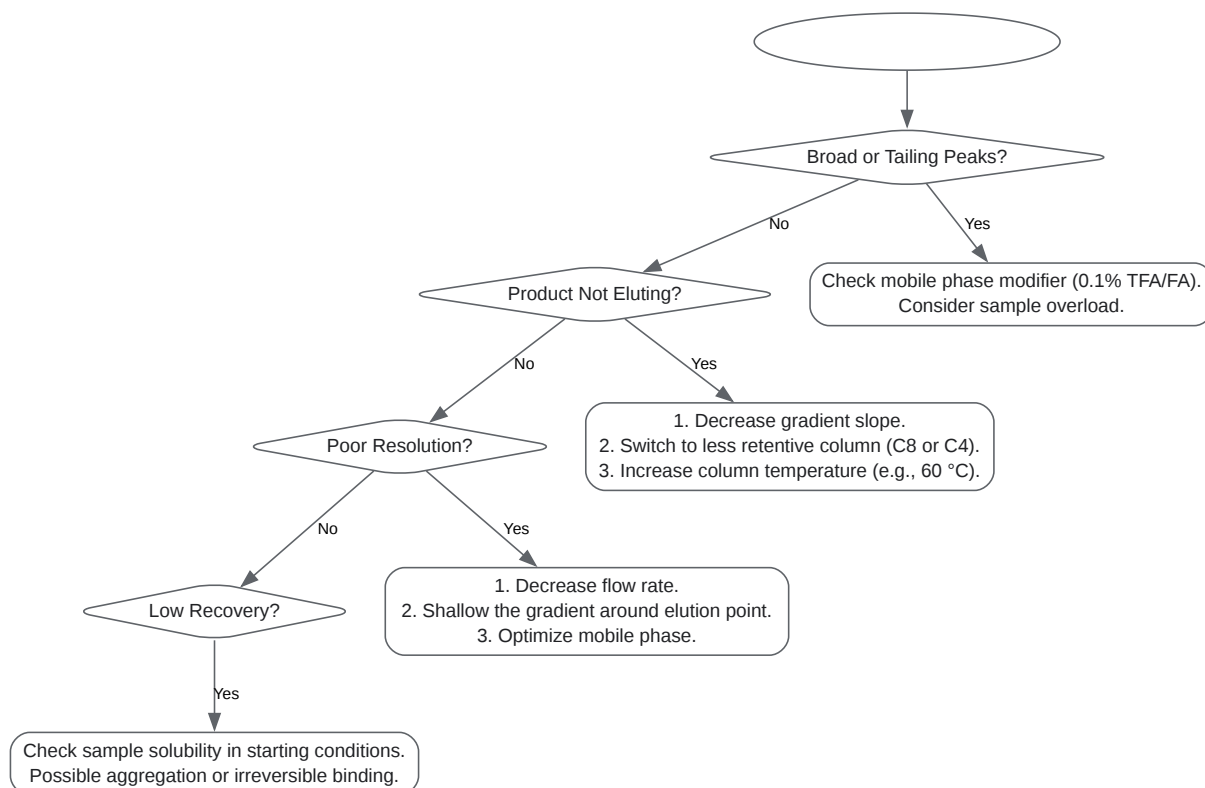 Broad or Tailing Peaks?
No
Yes
Product Not Eluting?
Check mobile phase modifier (0.1% TFA/FA).
Consider sample overload.
No
Yes
Poor Resolution?
1. Decrease gradient slope.
2. Switch to less retentive column (C8 or C4).
3. Increase column temperature (e.g., 60 °C).
No
Yes
Low Recovery?
1. Decrease flow rate.
2. Shallow the gradient around elution point.
3. Optimize mobile phase.
Yes
Check sample solubility in starting conditions.
Possible aggregation or irreversible binding.